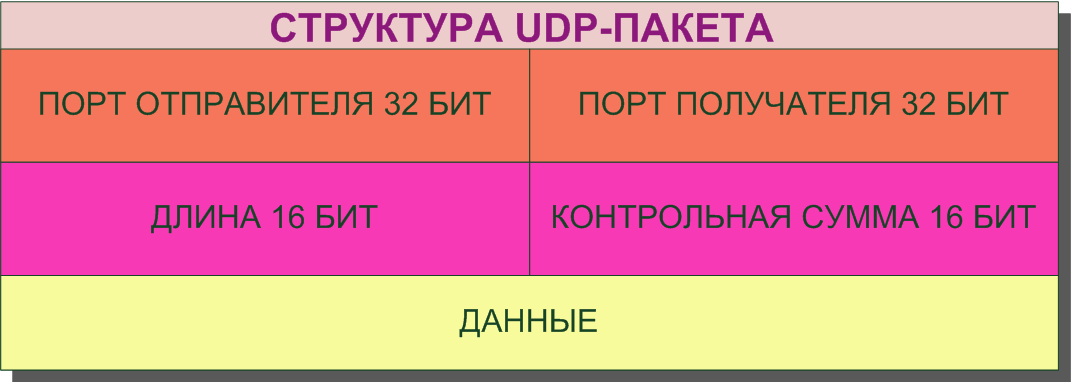 СТРУКТУРА UDP-ПАКЕТА
ПОРТ ОТПРАВИТЕЛЯ 32 БИТ
ПОРТ ПОЛУЧАТЕЛЯ 32 БИТ
ДЛИНА 16 БИТ
КОНТРОЛЬНАЯ СУММА 16 БИТ
ДАННЫЕ